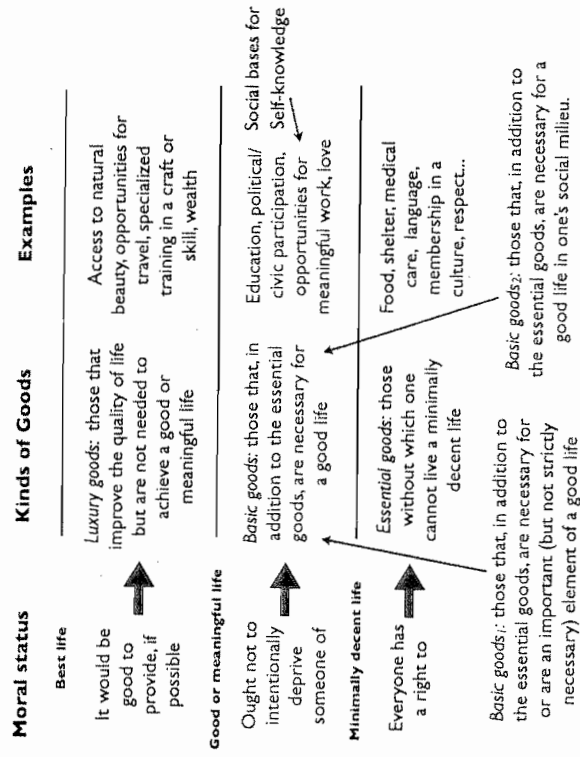 Moral status
Kinds of Goods
Examples
Best life
It would be
good to
provide, if
possible
Luxury goods: those that
improve the quality of life
but are not needed to
achieve a good or
meaningful life
Access to natural
beauty, opportunities for
travel, specialized
training in a craft or
skill, wealth
Good or meaningful life
Ought not to
intentionally
deprive
someone of
Basic goods: those that, in
addition to the essential
goods, are necessary for
a good life
Education, political/
civic participation,
opportunities for
meaningful work, love
Social bases for
Self-knowledge
Minimally decent life
Everyone has
a right to
Essential goods: those
without which one
cannot live a minimally
decent life
Food, shelter, medical
care, language,
membership in a
culture, respect...
Basic goods₁: those that, in addition to
the essential goods, are necessary for
or are an important (but not strictly
necessary) element of a good life
Basic goods₂: those that, in addition to
the essential goods, are necessary for a
good life in one's social milieu.